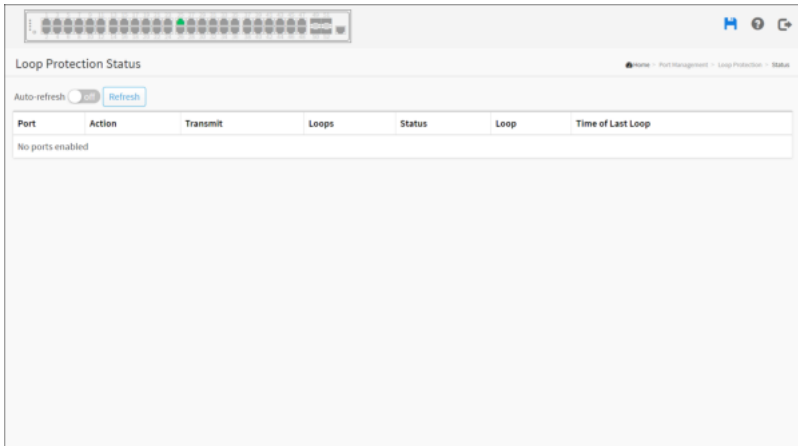 Loop Protection Status
Home > Port Management > Loop Protection > Status
Auto-refresh off Refresh
Port Action Transmit Loops Status Loop Time of Last Loop
No ports enabled